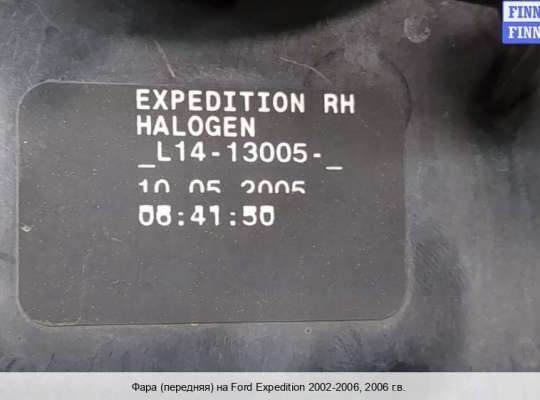 FINN
FINN
EXPEDITION RH
HALOGEN
_L14-13005-_
10.05.2005
08:41:50
Фара (передняя) на Ford Expedition 2002-2006, 2006 г.в.